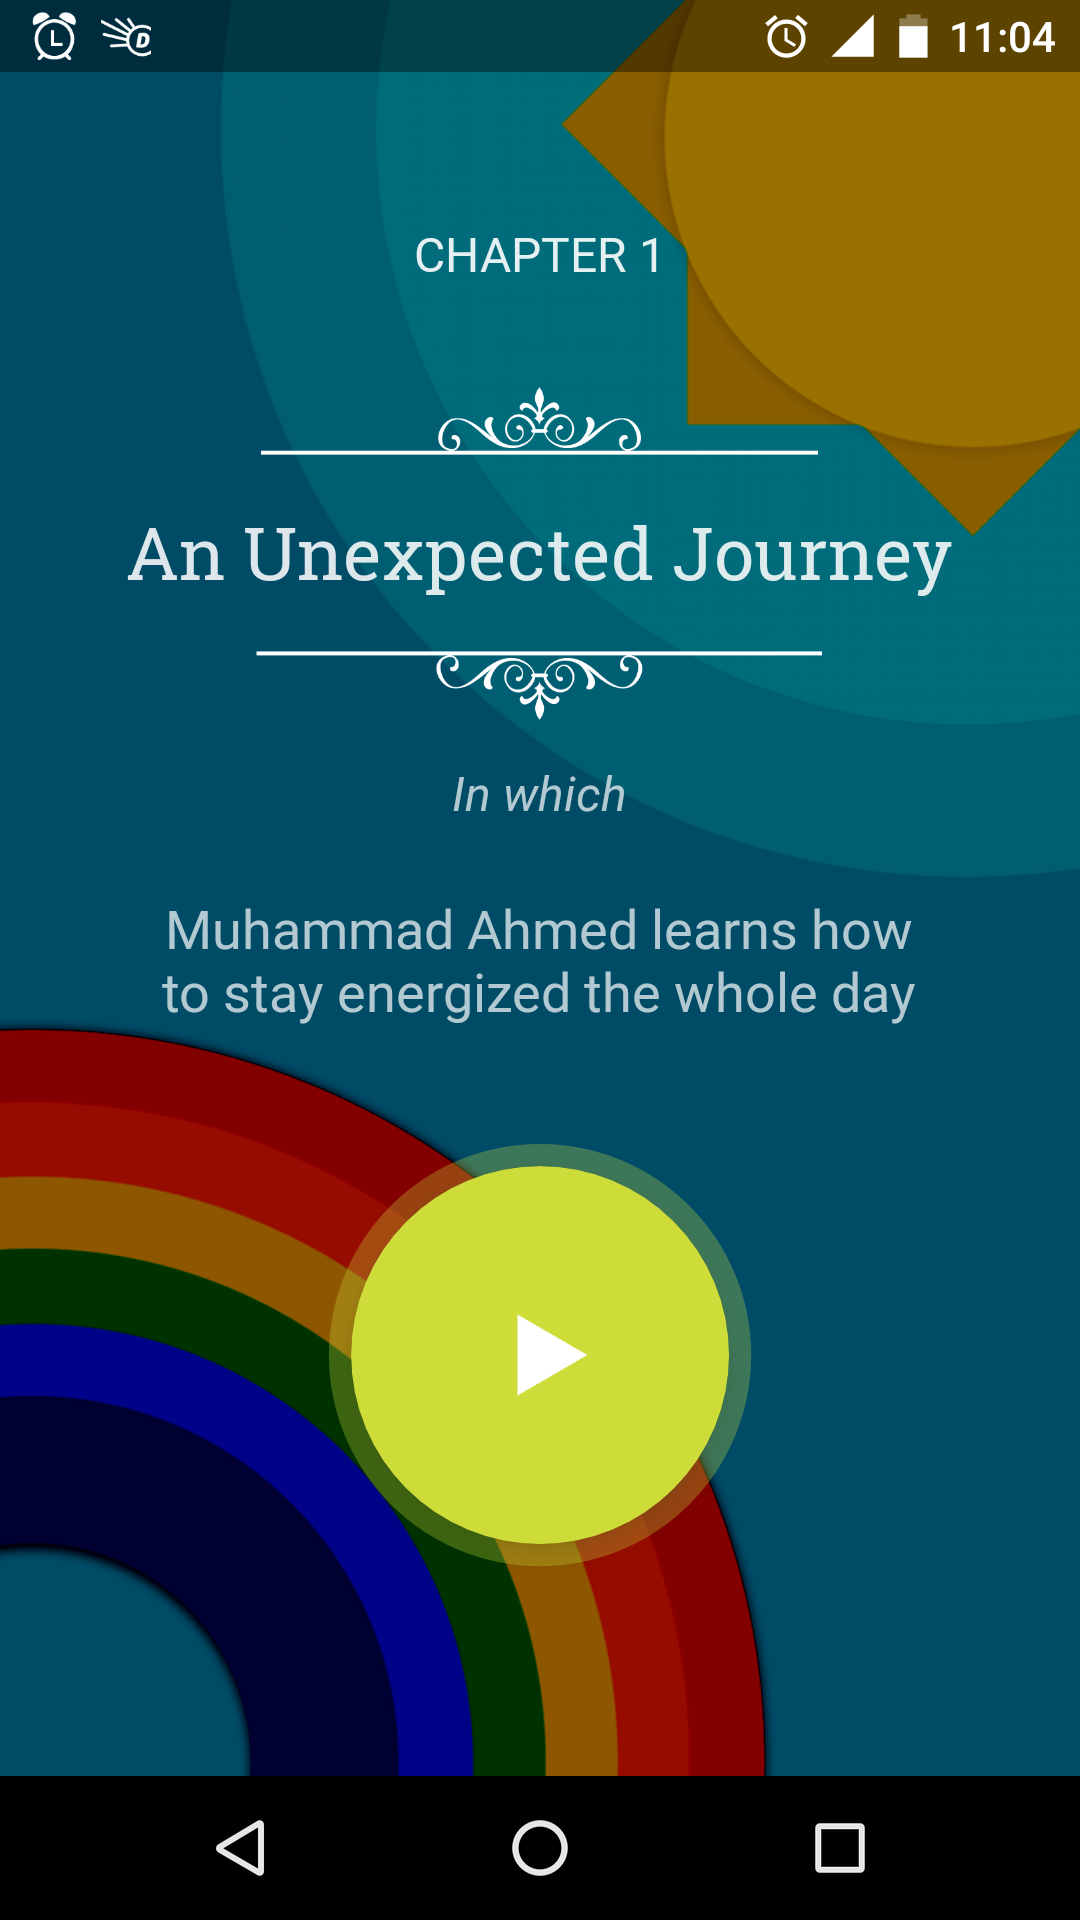 11:04
CHAPTER 1
An Unexpected Journey
In which
Muhammad Ahmed learns how
to stay energized the whole day